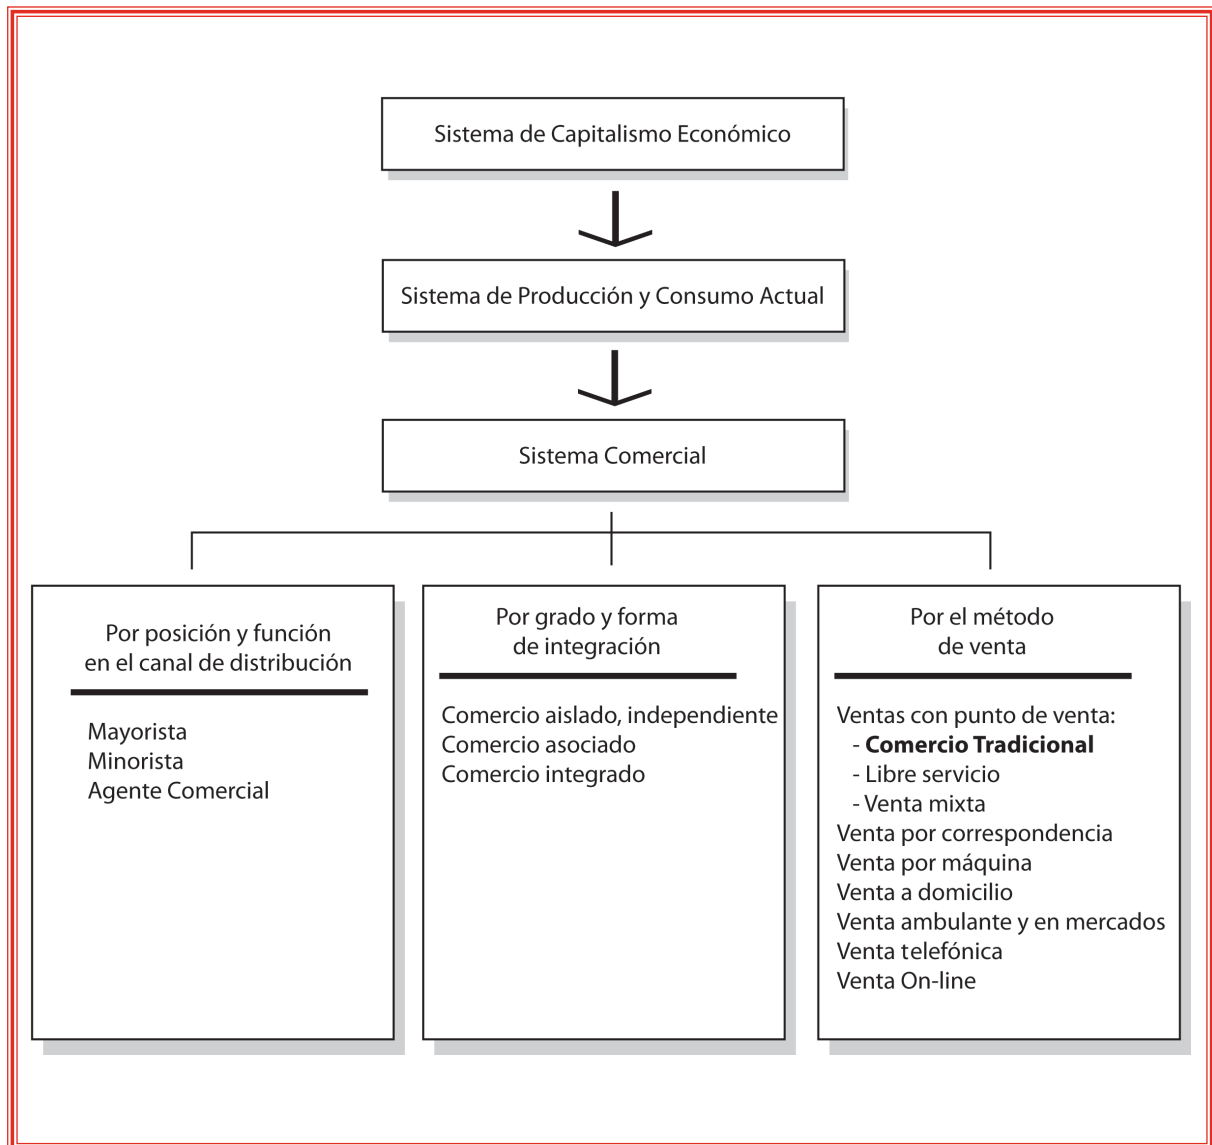 Sistema de Capitalismo Económico
Sistema de Producción y Consumo Actual
Sistema Comercial
Por posición y función
en el canal de distribución
Mayorista
Minorista
Agente Comercial
Por grado y forma
de integración
Comercio aislado, independiente
Comercio asociado
Comercio integrado
Por el método
de venta
Ventas con punto de venta:
- Comercio Tradicional
- Libre servicio
- Venta mixta
Venta por correspondencia
Venta por máquina
Venta a domicilio
Venta ambulante y en mercados
Venta telefónica
Venta On-line